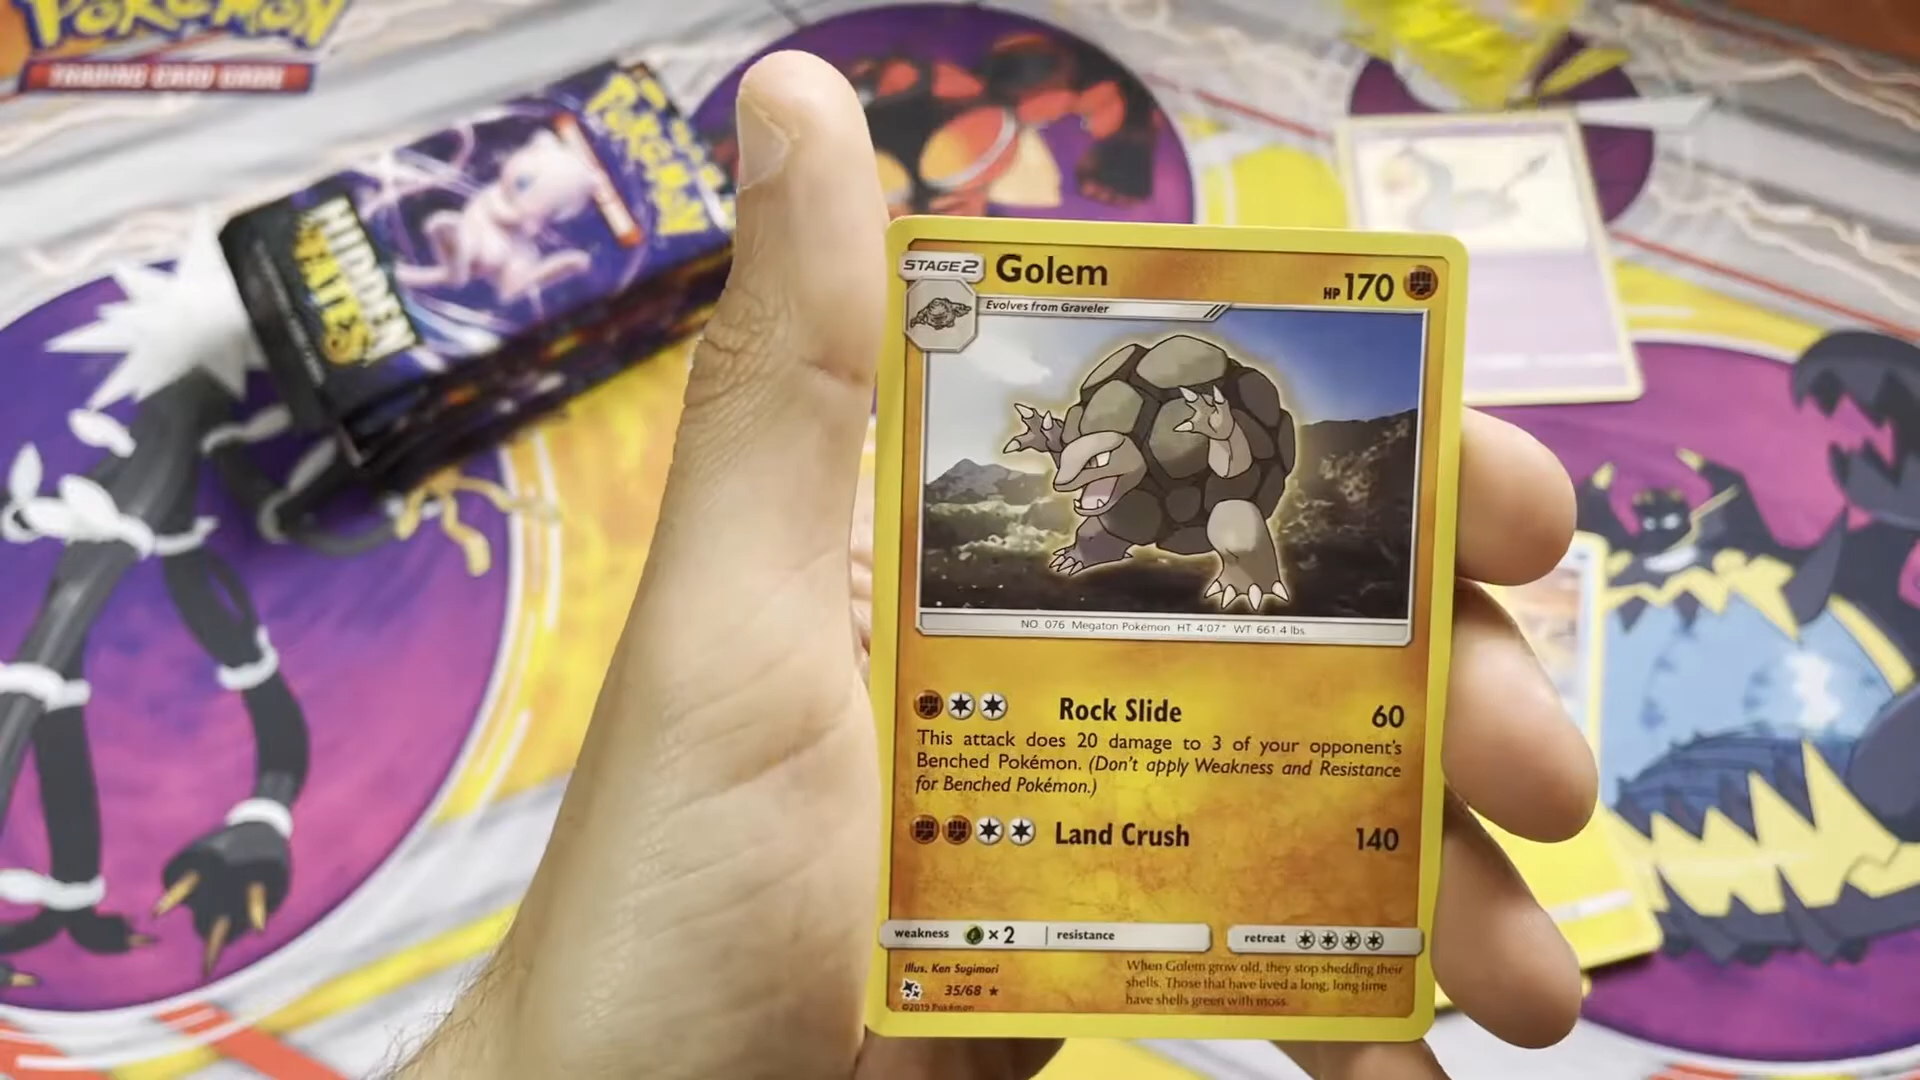 POKÉMON
TRADING CARD GAME
Pokémon
HIDDEN
FATES
STAGE 2
Golem
HP 170
Evolves from Graveler
NO. 076 Megaton Pokémon HT 4'07" WT 661.4 lbs.
Rock Slide 60
This attack does 20 damage to 3 of your opponent's
Benched Pokémon. (Don't apply Weakness and Resistance
for Benched Pokémon.)
Land Crush 140
weakness ×2 resistance retreat
Illus. Ken Sugimori
35/68
©2019 Pokémon
When Golem grow old, they stop shedding their
shells. Those that have lived a long, long time
have shells green with moss.